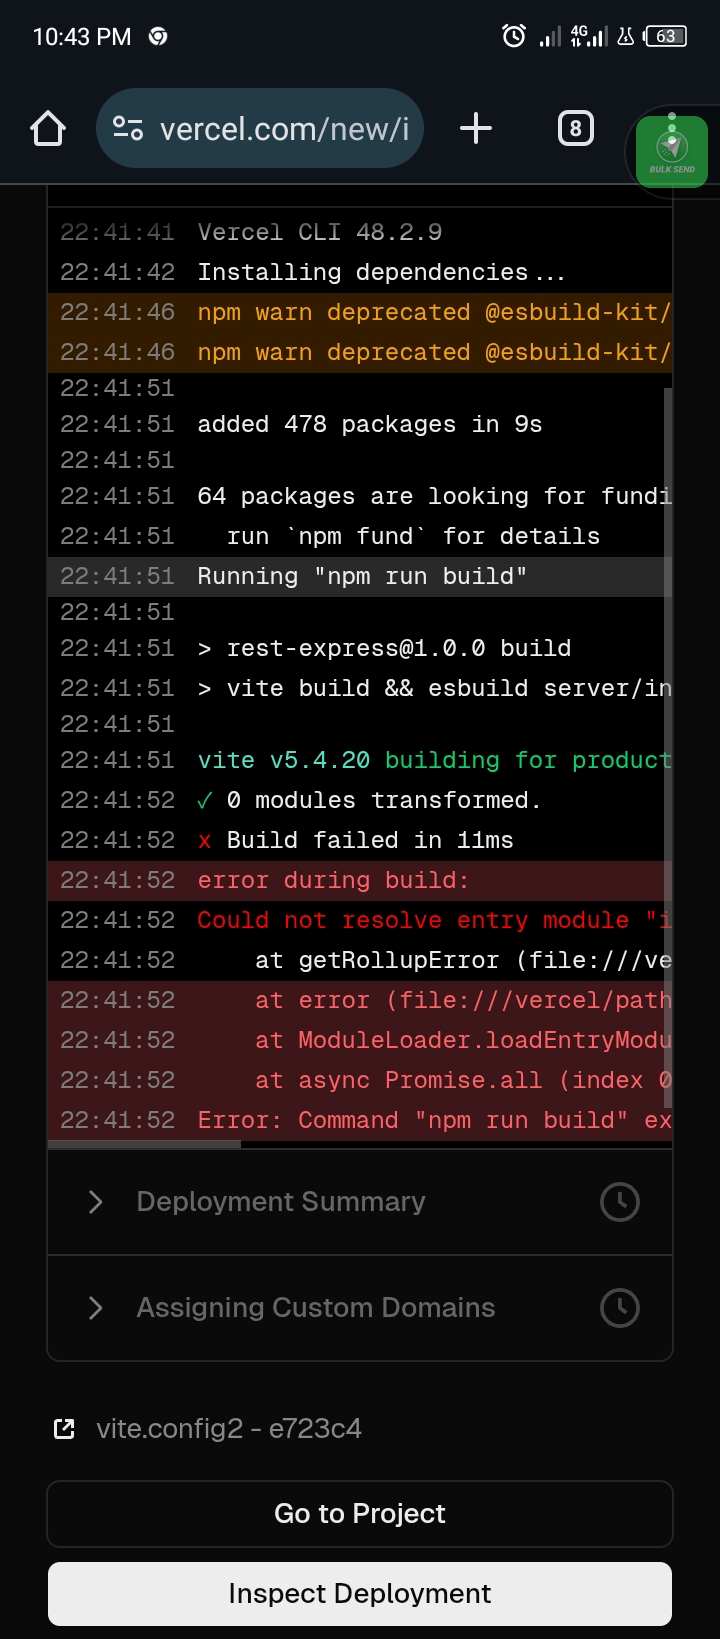 10:43 PM
4G
63
vercel.com/new/i
8
BULK SEND
22:41:41 Vercel CLI 48.2.9
22:41:42 Installing dependencies...
22:41:46 npm warn deprecated @esbuild-kit/
22:41:46 npm warn deprecated @esbuild-kit/
22:41:51
22:41:51 added 478 packages in 9s
22:41:51
22:41:51 64 packages are looking for fundi
22:41:51 run `npm fund` for details
22:41:51 Running "npm run build"
22:41:51
22:41:51 > rest-express@1.0.0 build
22:41:51 > vite build && esbuild server/in
22:41:51
22:41:51 vite v5.4.20 building for product
22:41:52 ✓ 0 modules transformed.
22:41:52 x Build failed in 11ms
22:41:52 error during build:
22:41:52 Could not resolve entry module "i
22:41:52 at getRollupError (file:///ve
22:41:52 at error (file:///vercel/path
22:41:52 at ModuleLoader.loadEntryModu
22:41:52 at async Promise.all (index 0
22:41:52 Error: Command "npm run build" ex
Deployment Summary
Assigning Custom Domains
vite.config2 - e723c4
Go to Project
Inspect Deployment